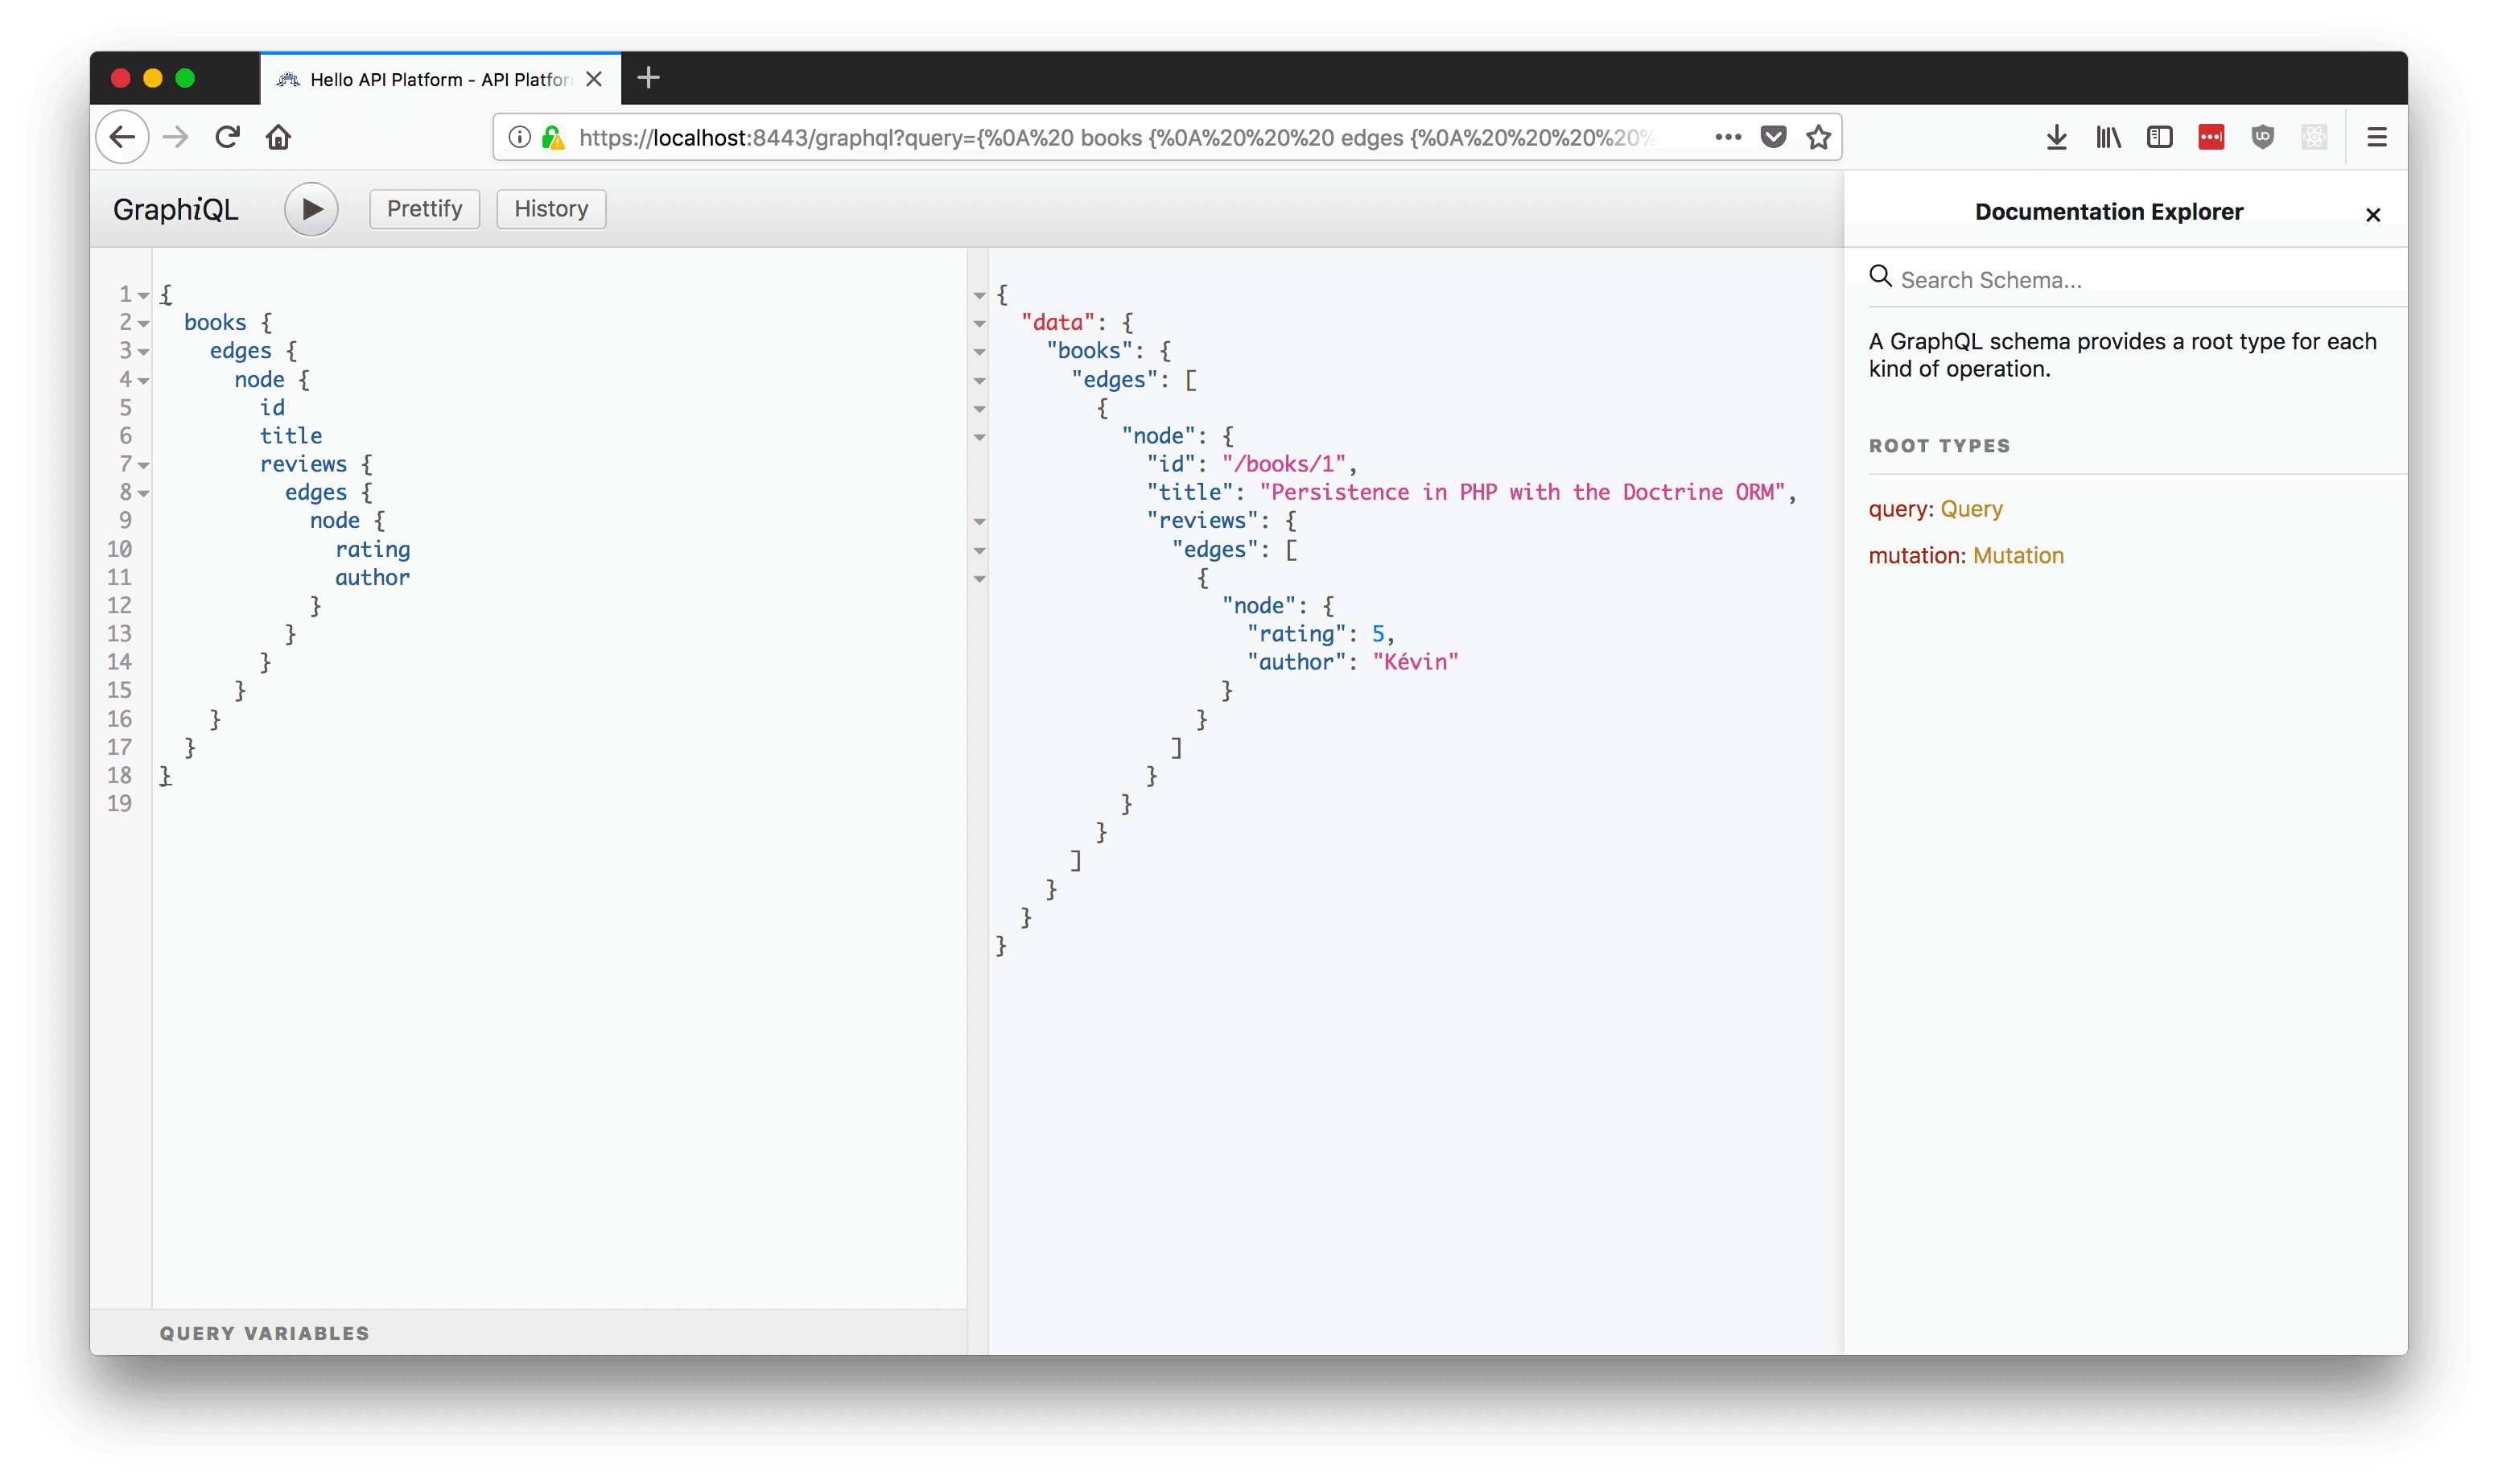 Hello API Platform - API Platfor
https://localhost:8443/graphql?query={%0A%20 books {%0A%20%20%20 edges {%0A%20%20%20%20%20%
GraphiQL
Prettify
History
Documentation Explorer
Search Schema...
A GraphQL schema provides a root type for each
kind of operation.
ROOT TYPES
query: Query
mutation: Mutation
1 {
2 books {
3 edges {
4 node {
5 id
6 title
7 reviews {
8 edges {
9 node {
10 rating
11 author
12 }
13 }
14 }
15 }
16 }
17 }
18 }
19
{
"data": {
"books": {
"edges": [
{
"node": {
"id": "/books/1",
"title": "Persistence in PHP with the Doctrine ORM",
"reviews": {
"edges": [
{
"node": {
"rating": 5,
"author": "Kévin"
}
}
]
}
}
}
]
}
}
}
QUERY VARIABLES